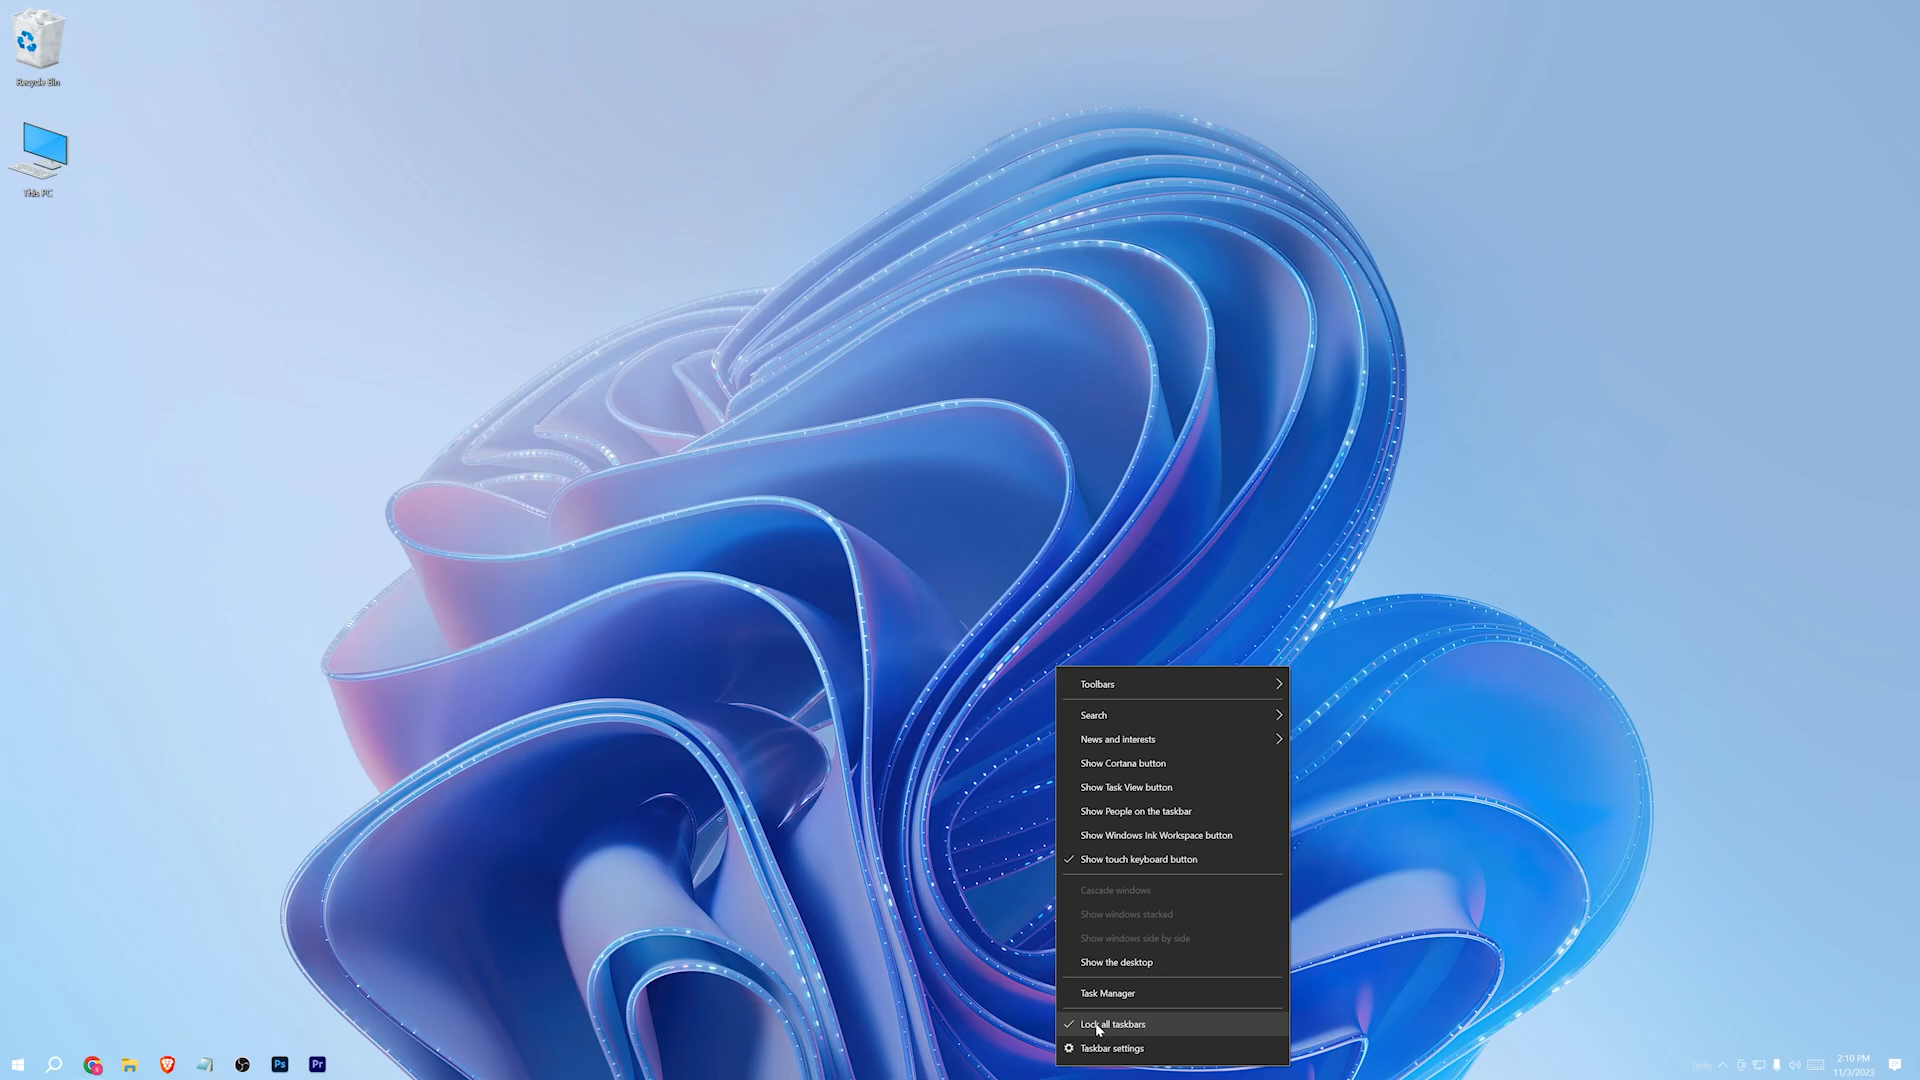 Recycle Bin
This PC
Toolbars
Search
News and interests
Show Cortana button
Show Task View button
Show People on the taskbar
Show Windows Ink Workspace button
Show touch keyboard button
Cascade windows
Show windows stacked
Show windows side by side
Show the desktop
Task Manager
Lock all taskbars
Taskbar settings
Ps
Pr
Links
2:10 PM
11/3/2023